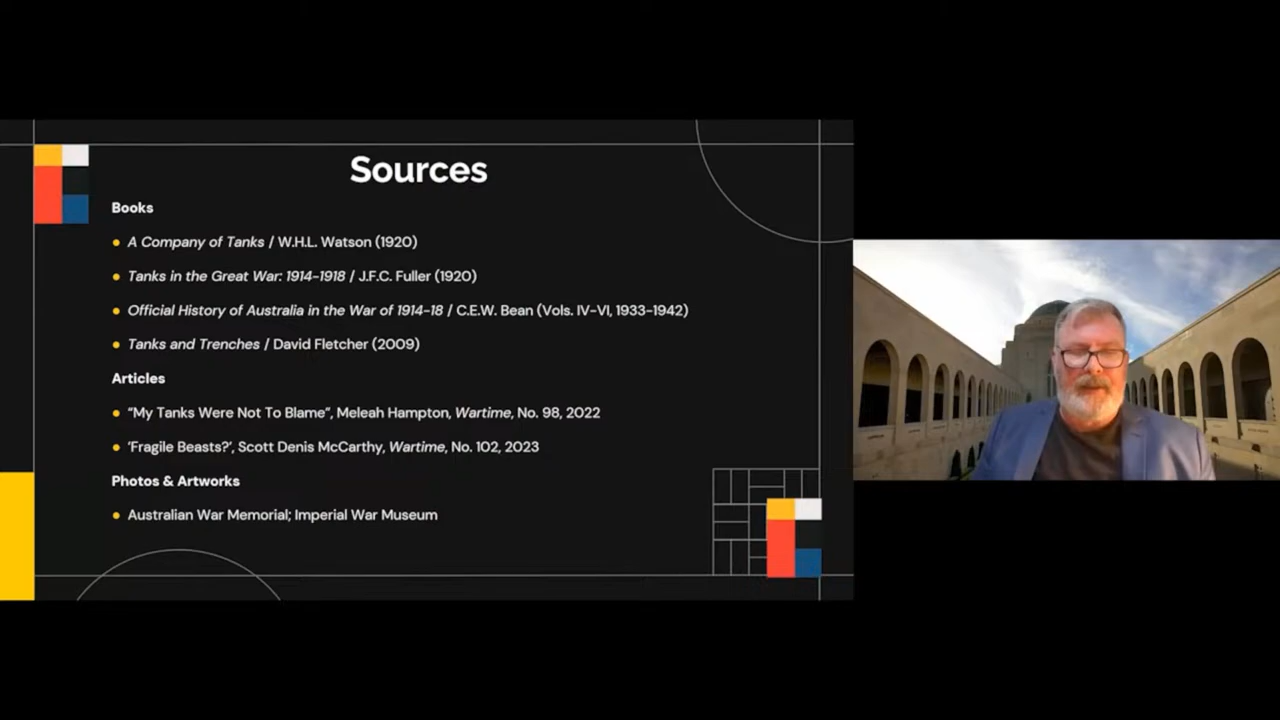 Sources
Books
• A Company of Tanks / W.H.L. Watson (1920)
• Tanks in the Great War: 1914-1918 / J.F.C. Fuller (1920)
• Official History of Australia in the War of 1914-18 / C.E.W. Bean (Vols. IV-VI, 1933-1942)
• Tanks and Trenches / David Fletcher (2009)
Articles
• “My Tanks Were Not To Blame”, Meleah Hampton, Wartime, No. 98, 2022
• ‘Fragile Beasts?’, Scott Denis McCarthy, Wartime, No. 102, 2023
Photos & Artworks
• Australian War Memorial; Imperial War Museum